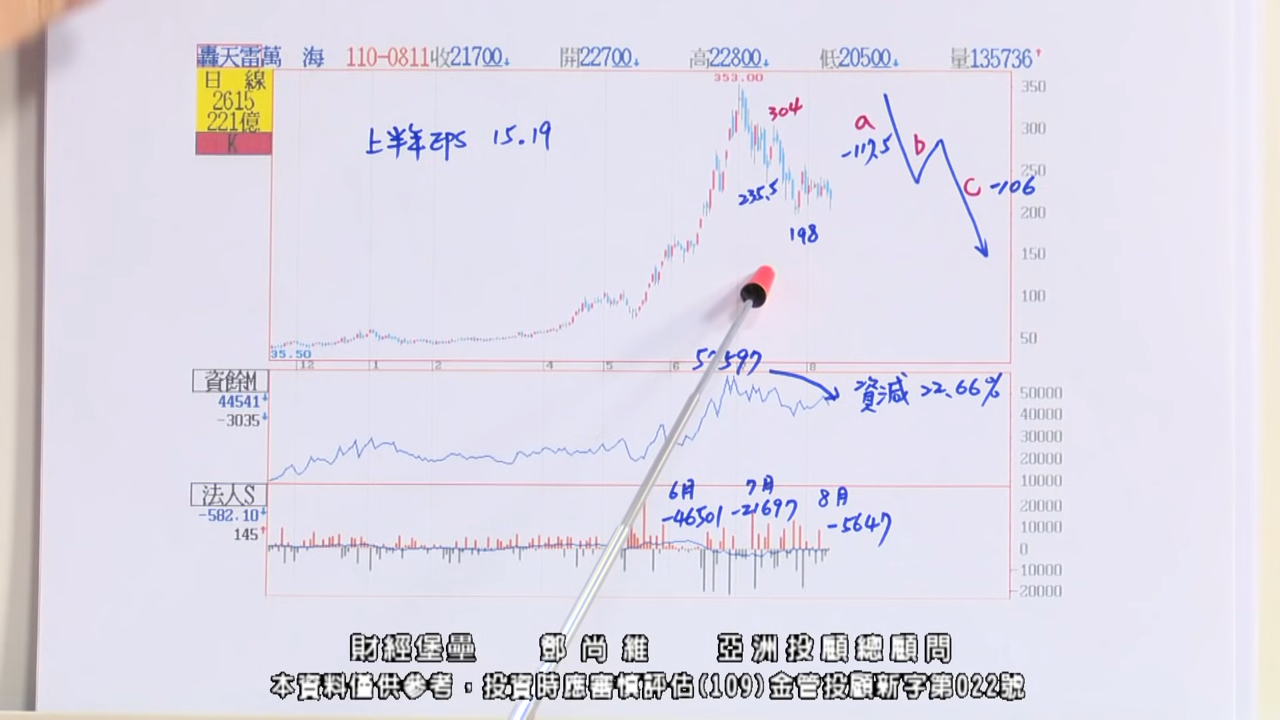 轟天雷萬 海 110-0811收21700↓ 開22700↓ 高22800↓ 低20500↓ 量135736↑
日 線
2615
221億
K
353.00
304
上半年EPS 15.19
235.5
198
a
-117.5
b
c -106
350
300
250
200
150
100
50
35.50
12 1 2 4 5 6 8
資餘M
44541↓
-3035↓
資減 22.66%
50000
40000
30000
20000
10000
法人S
-582.10↓
145↑
6月 7月 8月
-46501 -21697 -5647
20000
10000
0
-10000
-20000
財經堡壘 鄧尚維 亞洲投顧總顧問
本資料僅供參考,投資時應審慎評估(109)金管投顧新字第022號